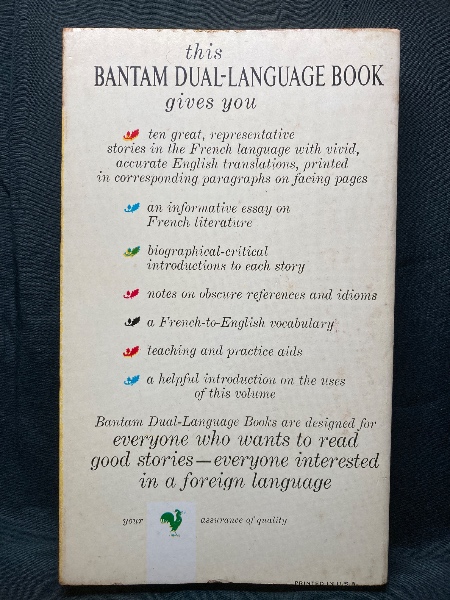 this
BANTAM DUAL-LANGUAGE BOOK
gives you
ten great, representative
stories in the French language with vivid,
accurate English translations, printed
in corresponding paragraphs on facing pages
an informative essay on
French literature
biographical-critical
introductions to each story
notes on obscure references and idioms
a French-to-English vocabulary
teaching and practice aids
a helpful introduction on the uses
of this volume
Bantam Dual-Language Books are designed for
everyone who wants to read
good stories—everyone interested
in a foreign language
your assurance of quality
PRINTED IN U.S.A.